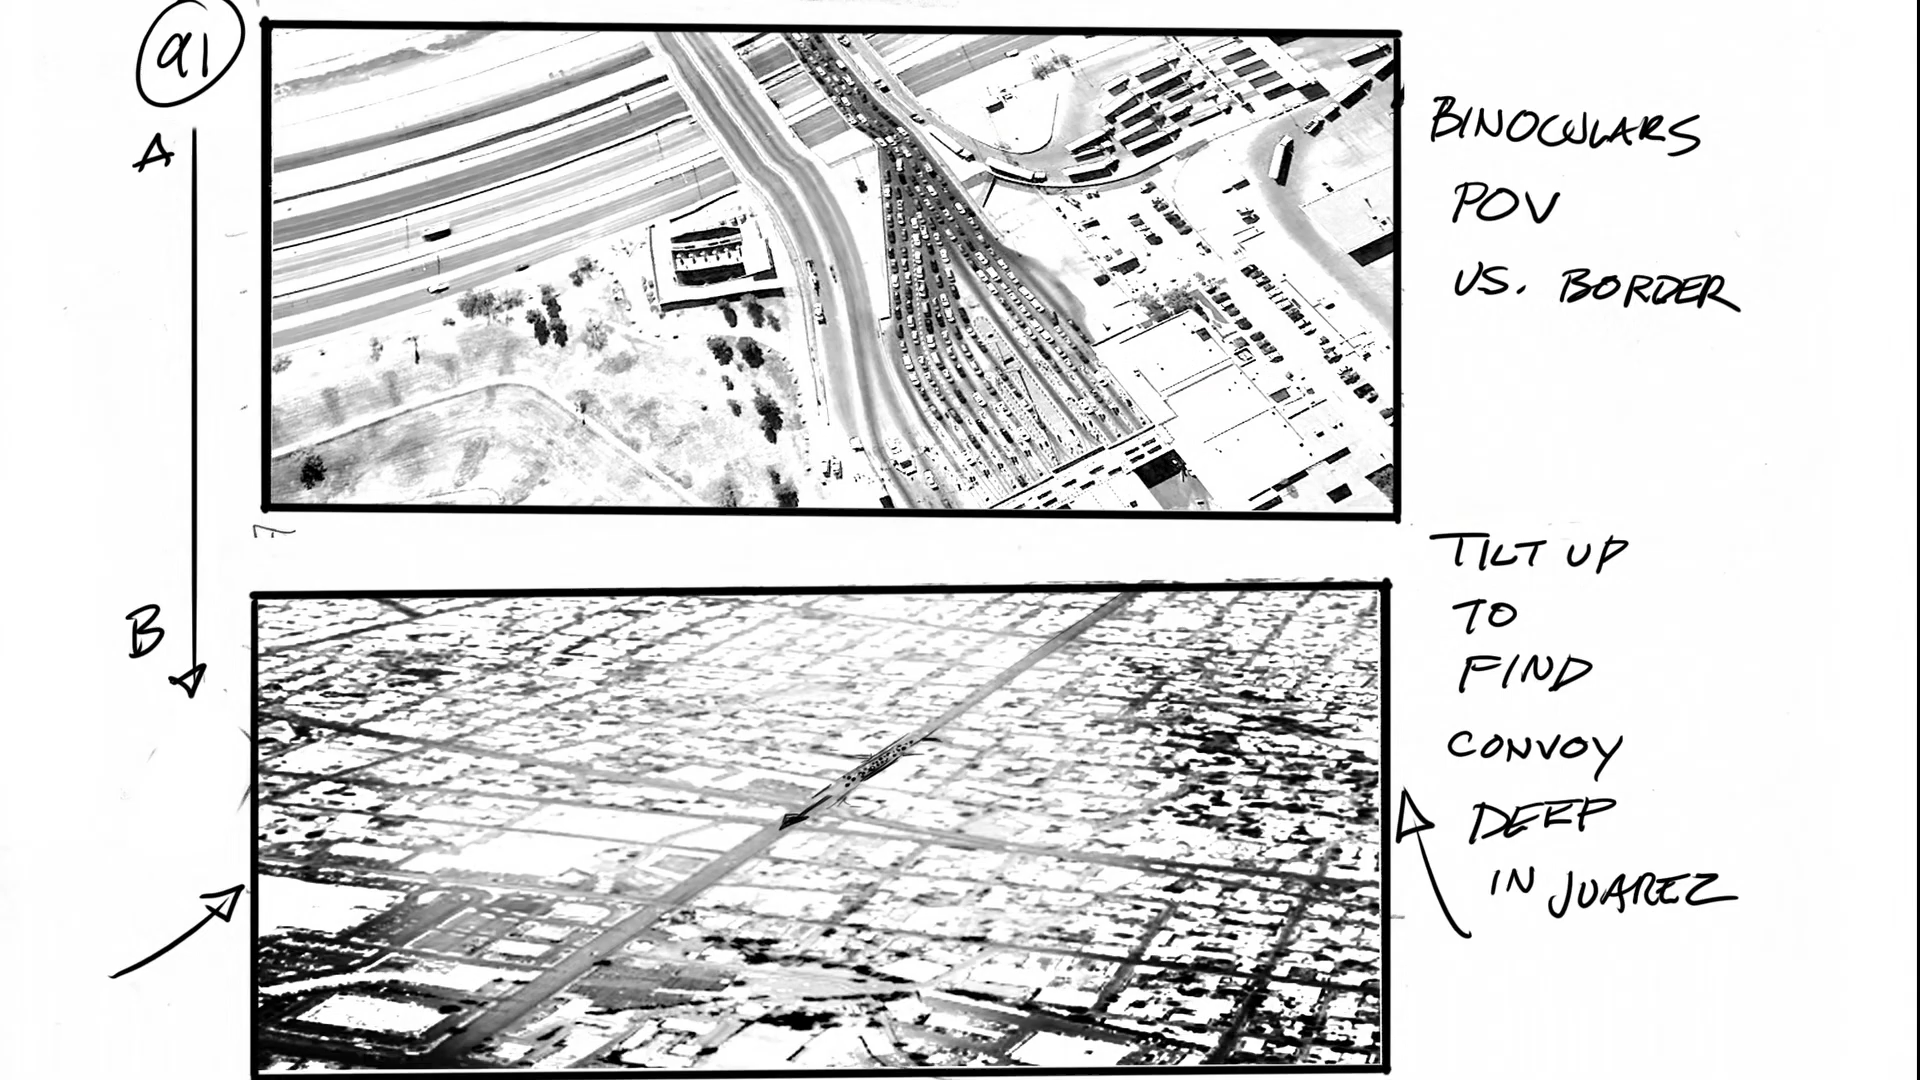 91
A
BINOCULARS
POV
US. BORDER
B
TILT UP
TO
FIND
CONVOY
DEEP
IN JUAREZ